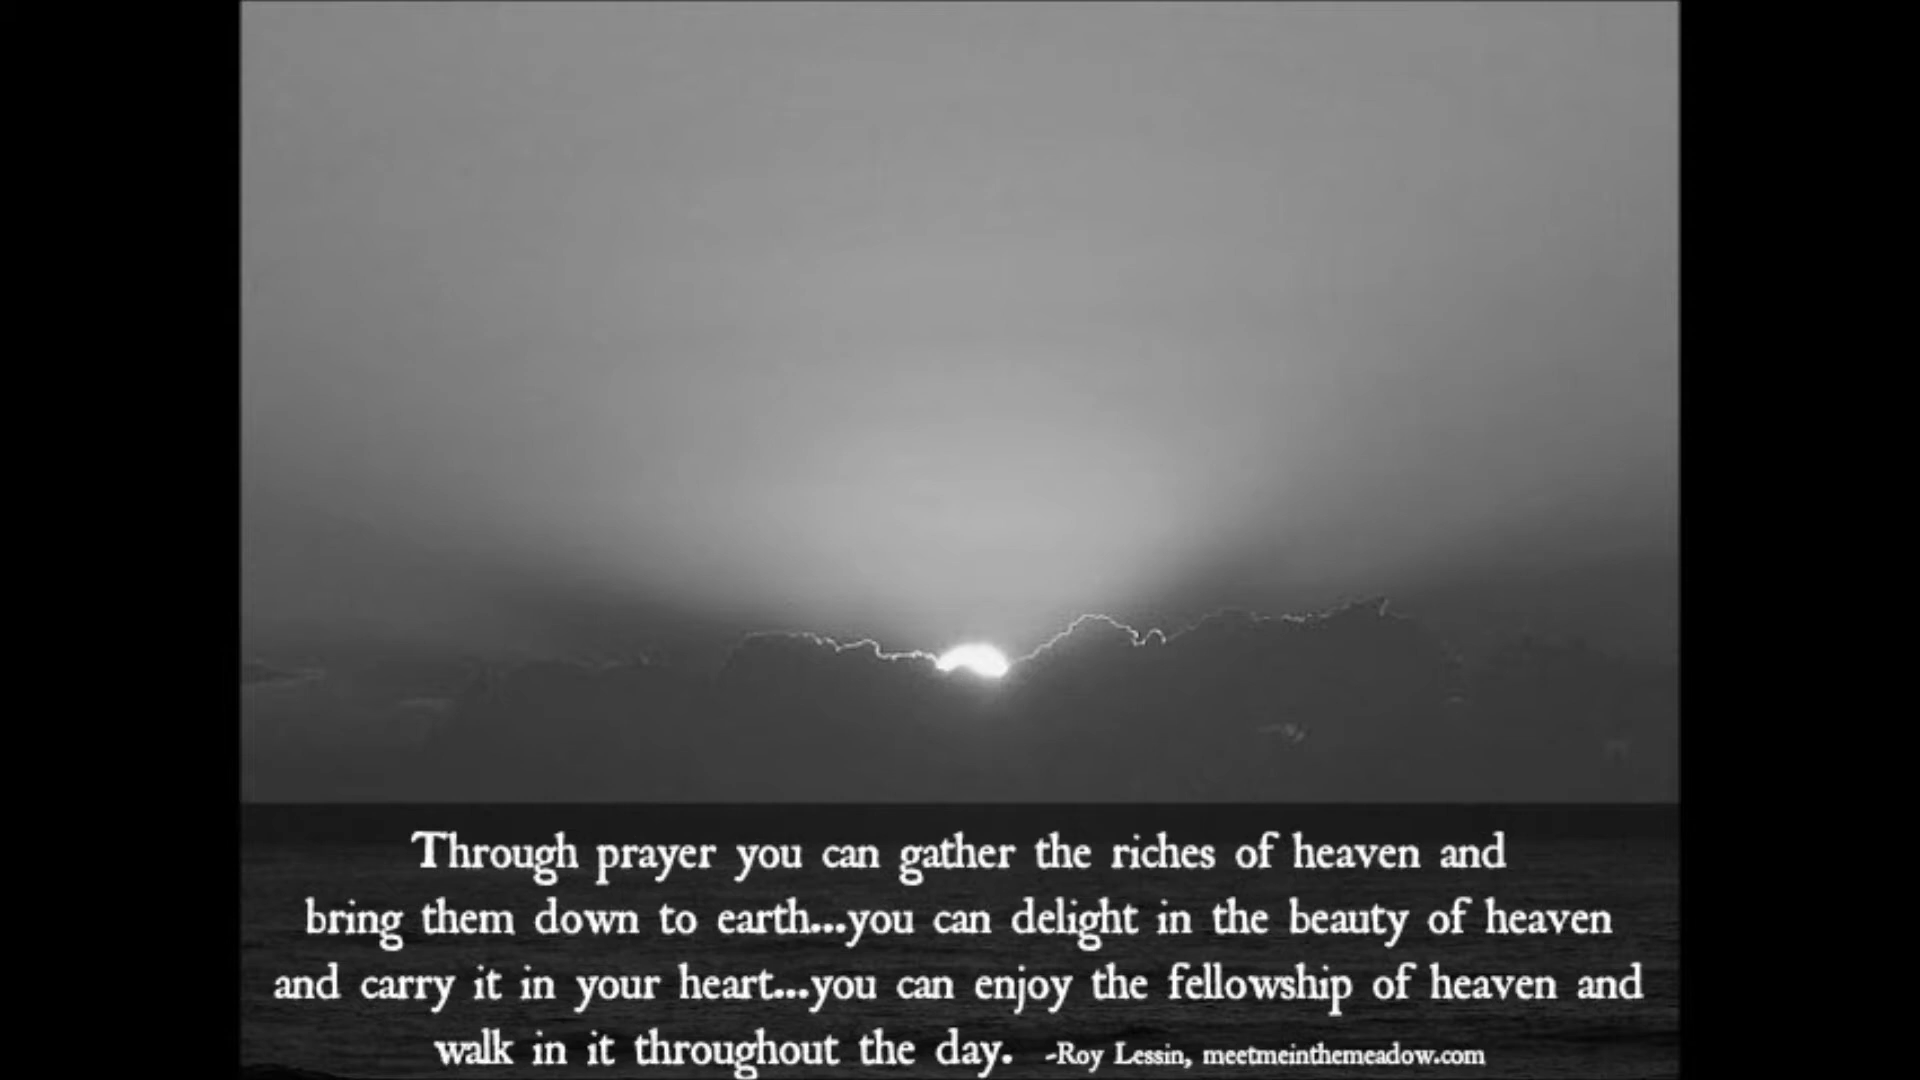 Through prayer you can gather the riches of heaven and
bring them down to earth...you can delight in the beauty of heaven
and carry it in your heart...you can enjoy the fellowship of heaven and
walk in it throughout the day. -Roy Lessin, meetmeinthemeadow.com